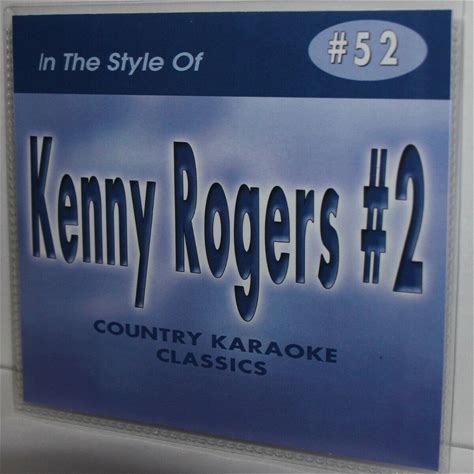 In The Style Of
#52
Kenny Rogers #2
COUNTRY KARAOKE
CLASSICS